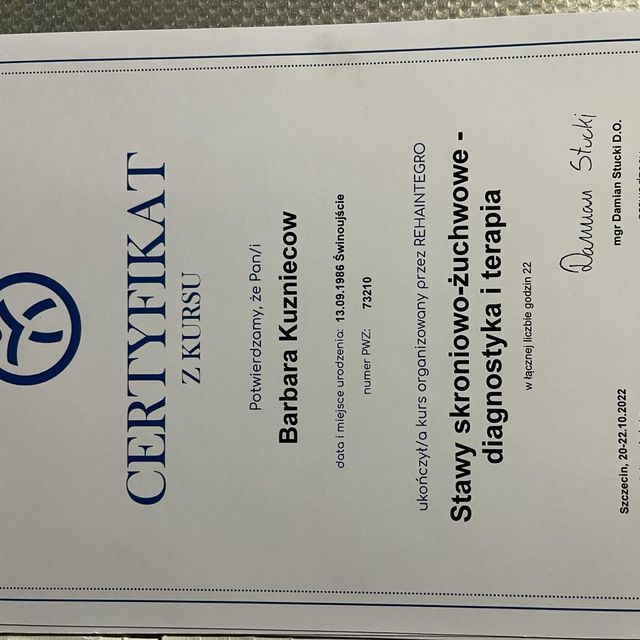 CERTYFIKAT
Z KURSU
Potwierdzamy, że Pan/i
Barbara Kuzniecow
data i miejsce urodzenia: 13.09.1986 Świnoujście
numer PWZ: 73210
ukończył/a kurs organizowany przez REHAINTEGRO
Stawy skroniowo-żuchwowe -
diagnostyka i terapia
w łącznej liczbie godzin 22
Damian Stucki
Szczecin, 20-22.10.2022
mgr Damian Stucki D.O.